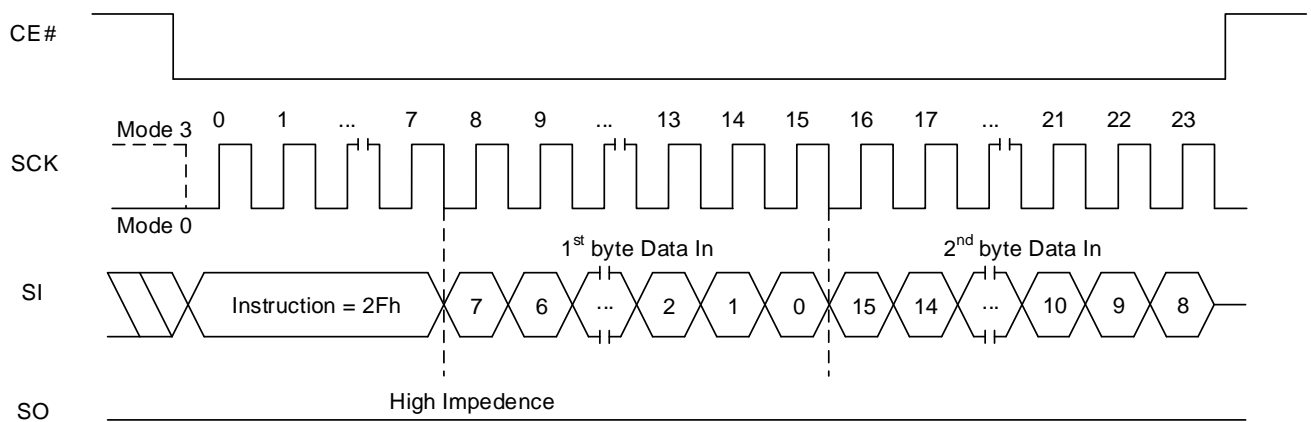 CE#
Mode 3
0 1 ... 7 8 9 ... 13 14 15 16 17 ... 21 22 23
SCK
Mode 0
1st byte Data In 2nd byte Data In
SI
Instruction = 2Fh 7 6 ... 2 1 0 15 14 ... 10 9 8
High Impedence
SO